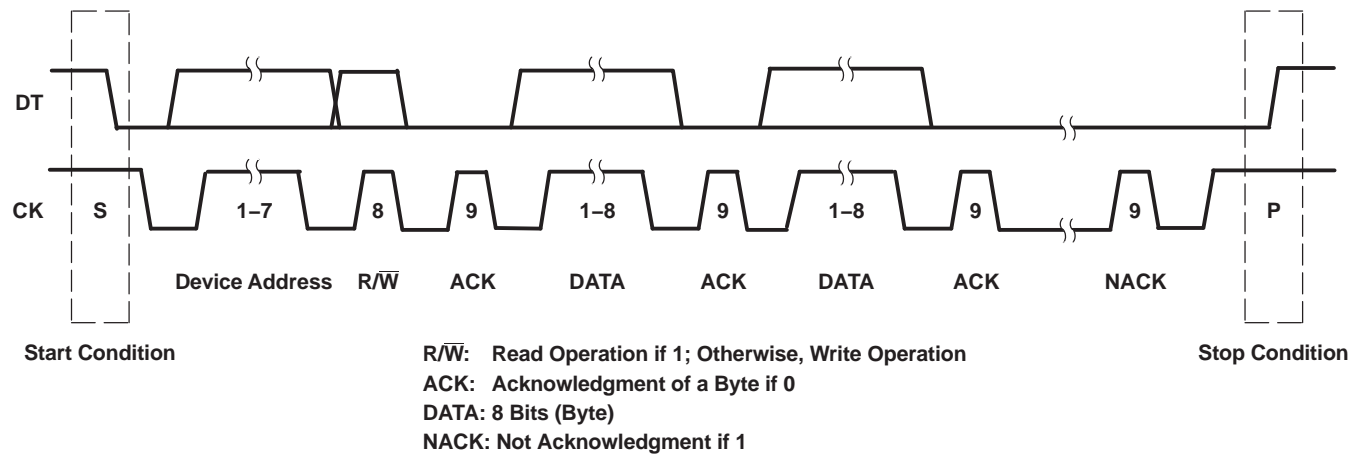 DT
CK
S 1–7 8 9 1–8 9 1–8 9 9 P
Device Address R/W̅ ACK DATA ACK DATA ACK NACK
Start Condition
Stop Condition
R/W̅: Read Operation if 1; Otherwise, Write Operation
ACK: Acknowledgment of a Byte if 0
DATA: 8 Bits (Byte)
NACK: Not Acknowledgment if 1